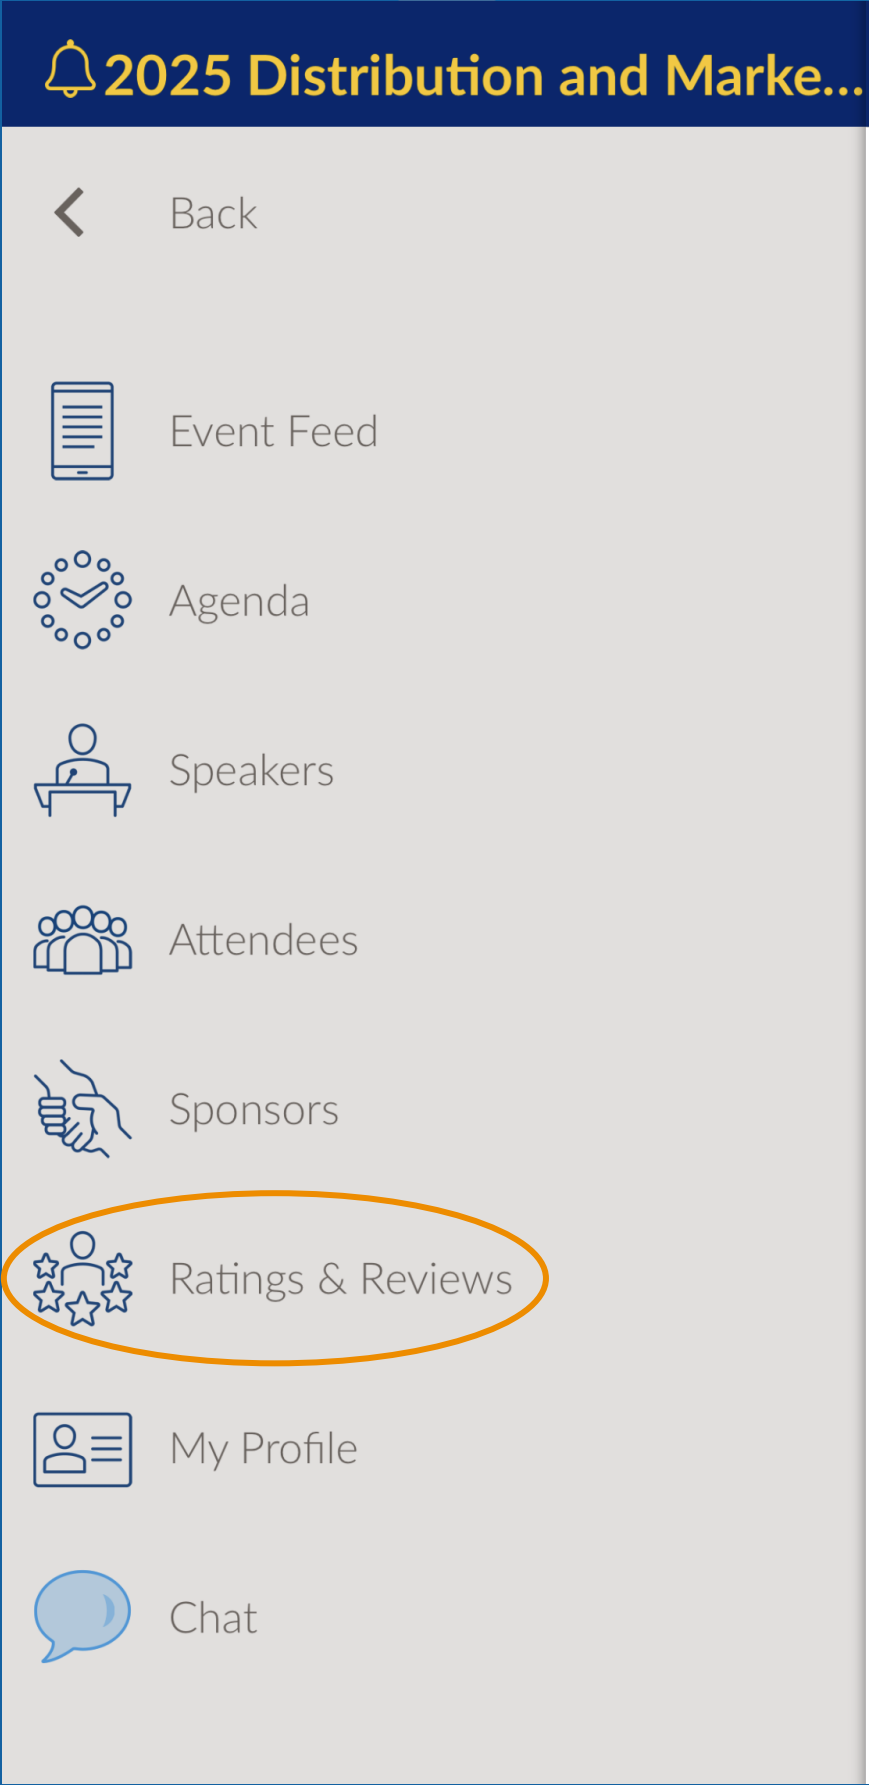 2025 Distribution and Marke...
Back
Event Feed
Agenda
Speakers
Attendees
Sponsors
Ratings & Reviews
My Profile
Chat